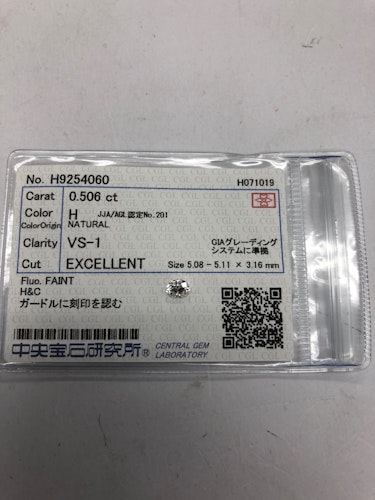 No. H9254060 H071019
Carat 0.506 ct
Color H JJA/AGL認定No.201
ColorOrigin NATURAL
Clarity VS-1 GIAグレーディングシステムに準拠
Cut EXCELLENT Size 5.08 - 5.11 × 3.16 mm
Fluo. FAINT
H&C
ガードルに刻印を認む
中央宝石研究所® CENTRAL GEM LABORATORY